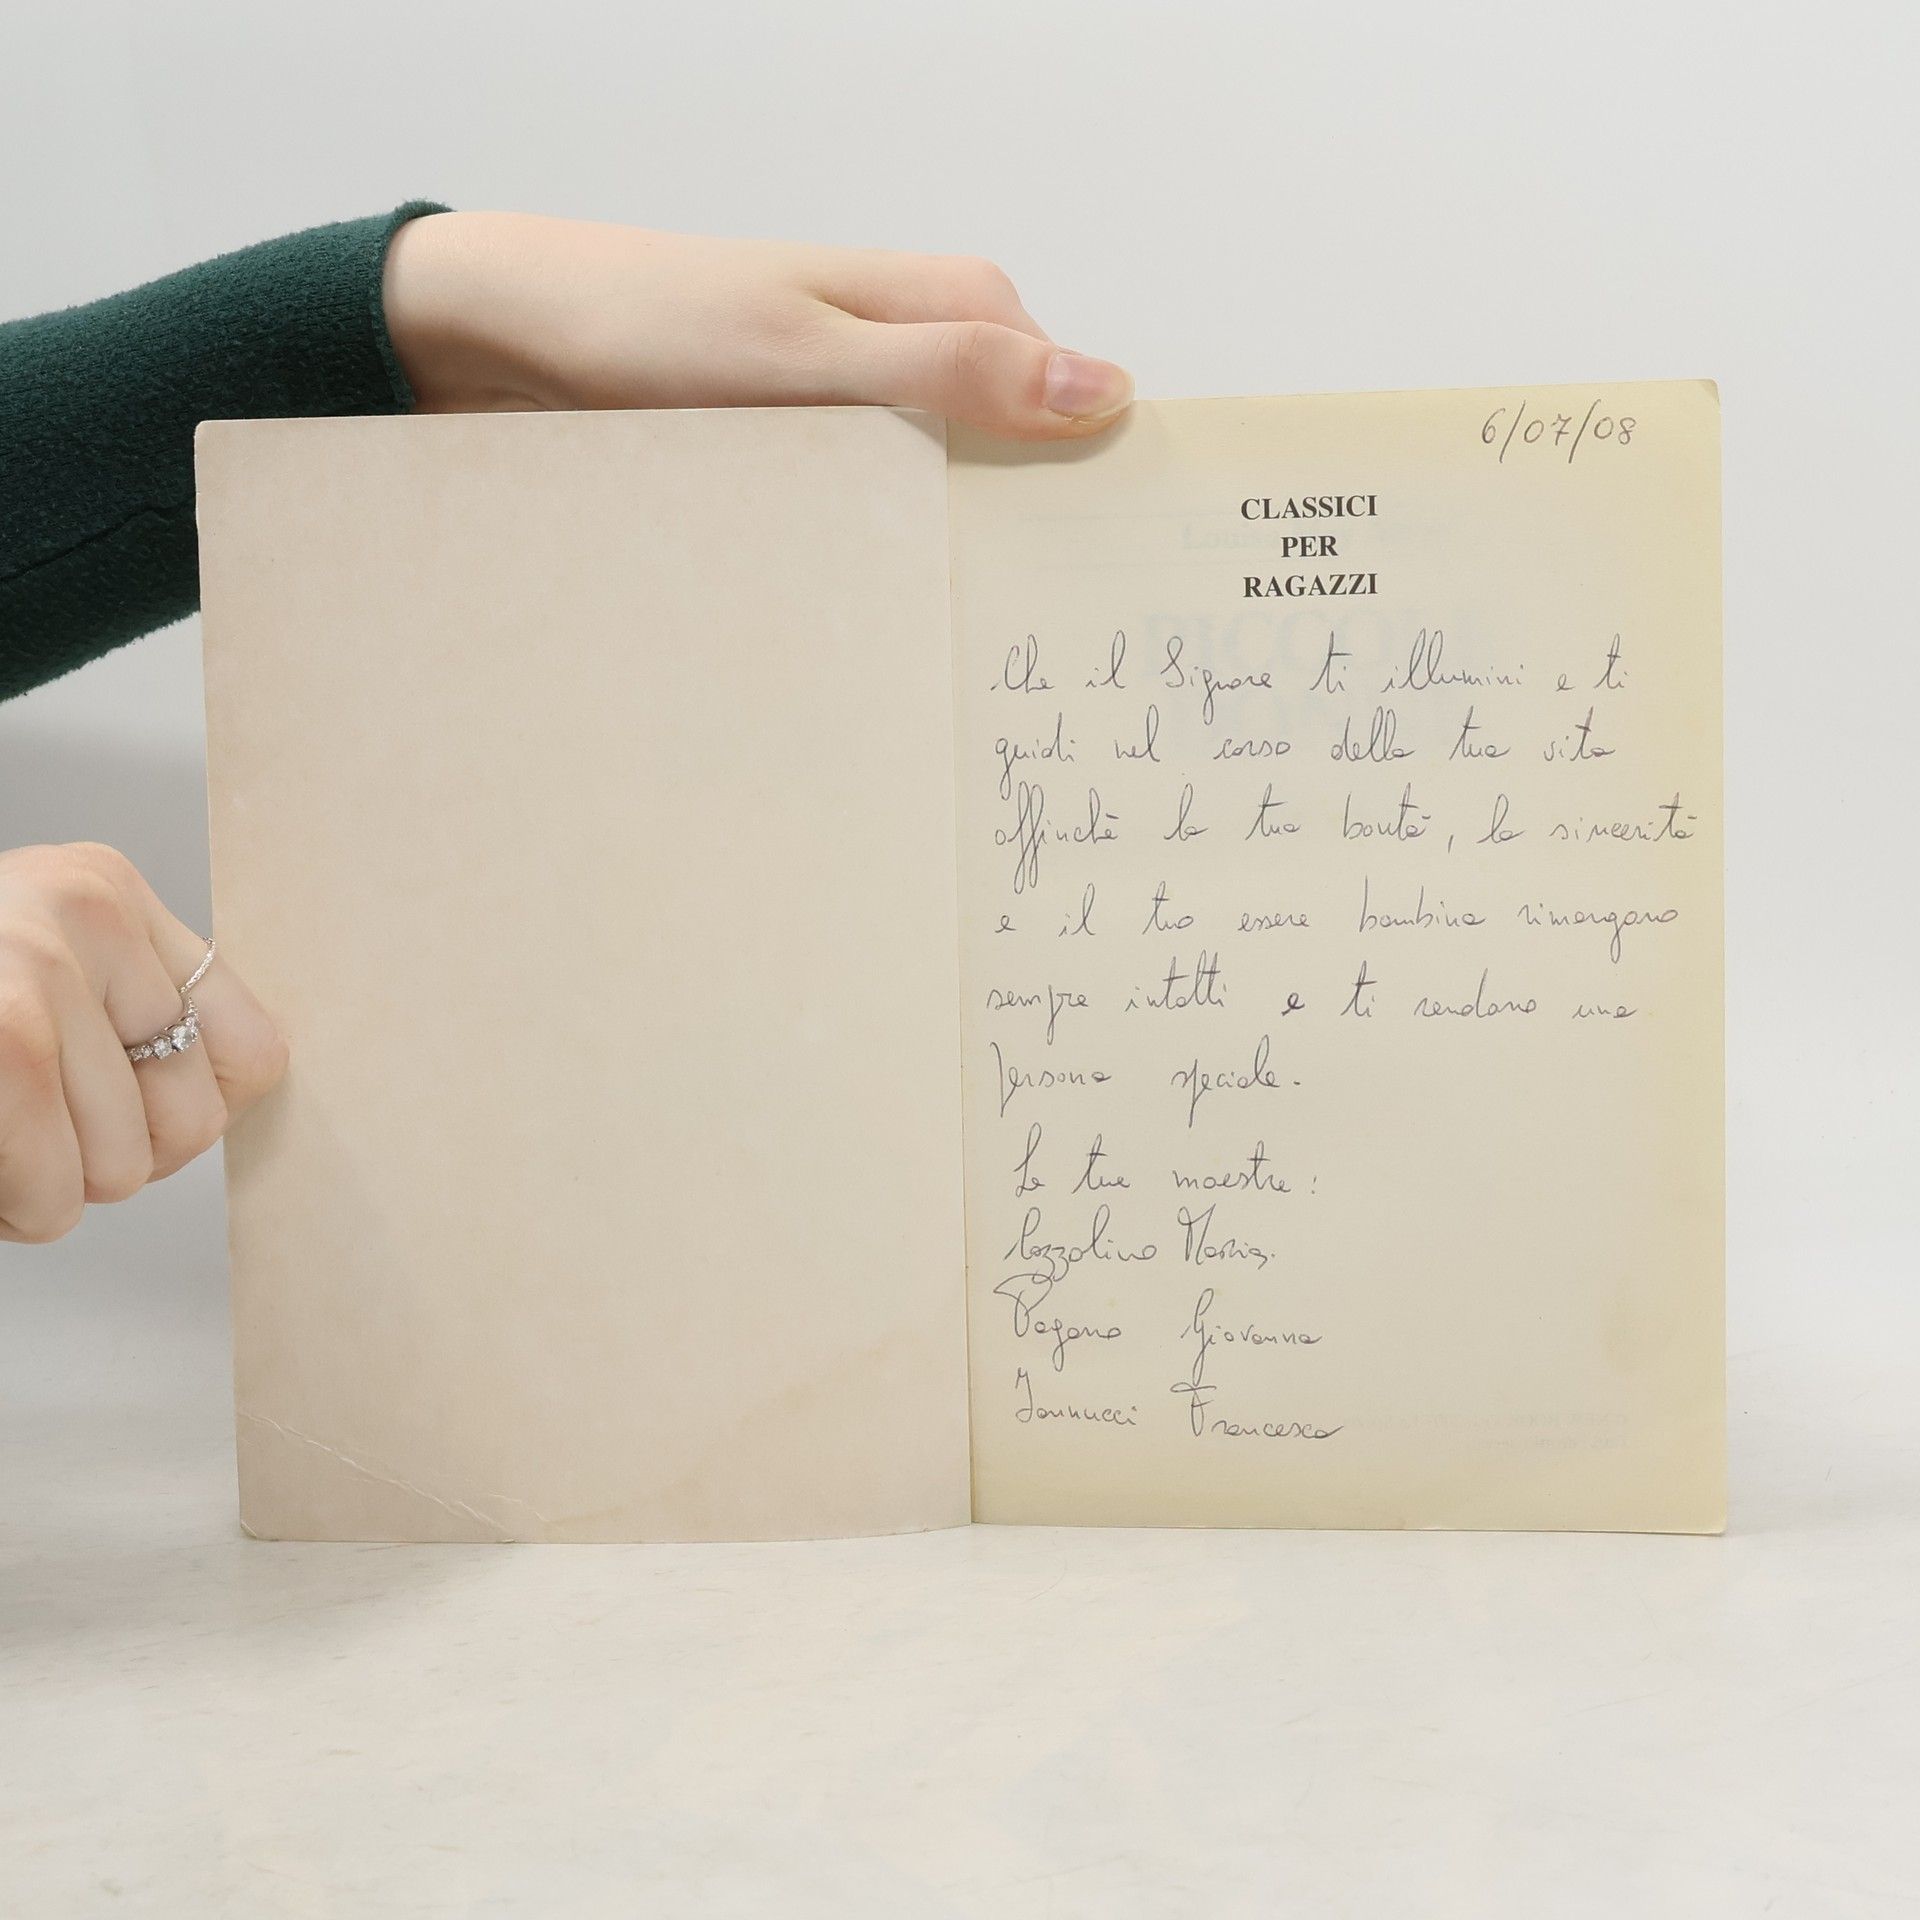 6/07/08
CLASSICI
PER
RAGAZZI
Che il Signore ti illumini e ti
guidi nel corso della tua vita
affinchè la tua bontà, la sincerità
e il tuo essere bambina rimangano
sempre intatti e ti rendano una
persona speciale.
Le tue maestre:
Cozzolino Maria
Pagano Giovanna
Iannucci Francesca